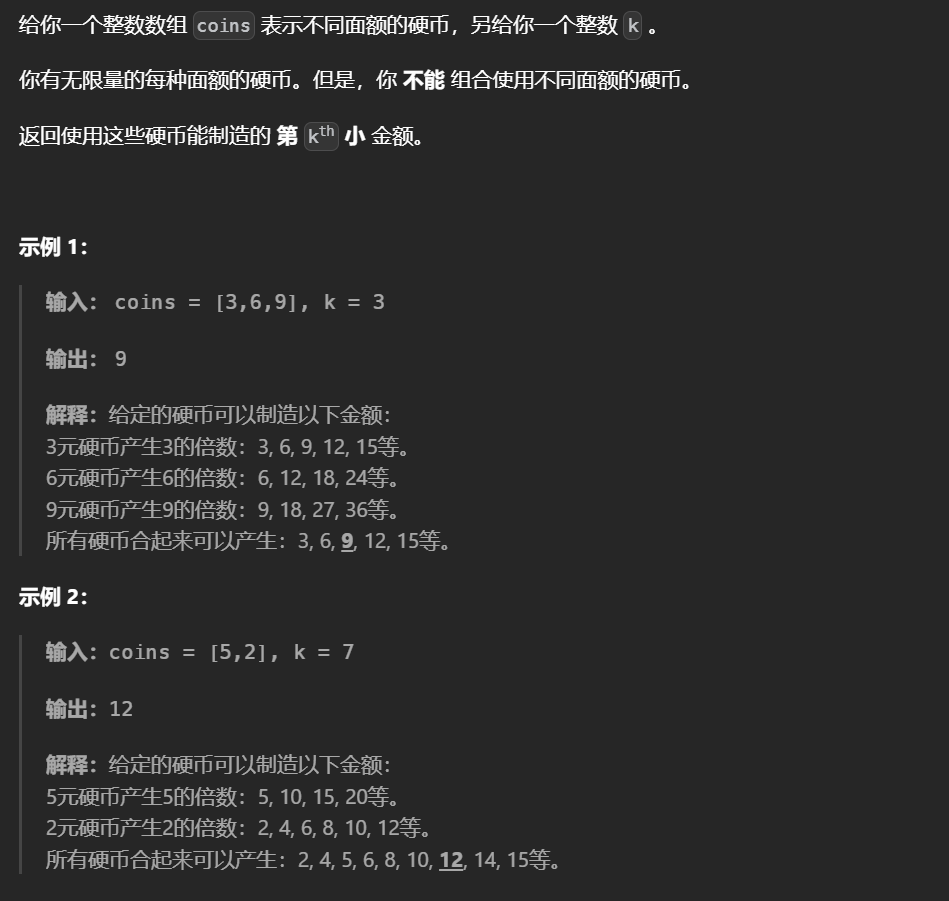 给你一个整数数组 coins 表示不同面额的硬币，另给你一个整数 k 。
你有无限量的每种面额的硬币。但是，你 不能 组合使用不同面额的硬币。
返回使用这些硬币能制造的 第 kth 小 金额。
示例 1：
输入： coins = [3,6,9], k = 3
输出： 9
解释：给定的硬币可以制造以下金额：
3元硬币产生3的倍数：3, 6, 9, 12, 15等。
6元硬币产生6的倍数：6, 12, 18, 24等。
9元硬币产生9的倍数：9, 18, 27, 36等。
所有硬币合起来可以产生：3, 6, 9, 12, 15等。
示例 2：
输入：coins = [5,2], k = 7
输出：12
解释：给定的硬币可以制造以下金额：
5元硬币产生5的倍数：5, 10, 15, 20等。
2元硬币产生2的倍数：2, 4, 6, 8, 10, 12等。
所有硬币合起来可以产生：2, 4, 5, 6, 8, 10, 12, 14, 15等。